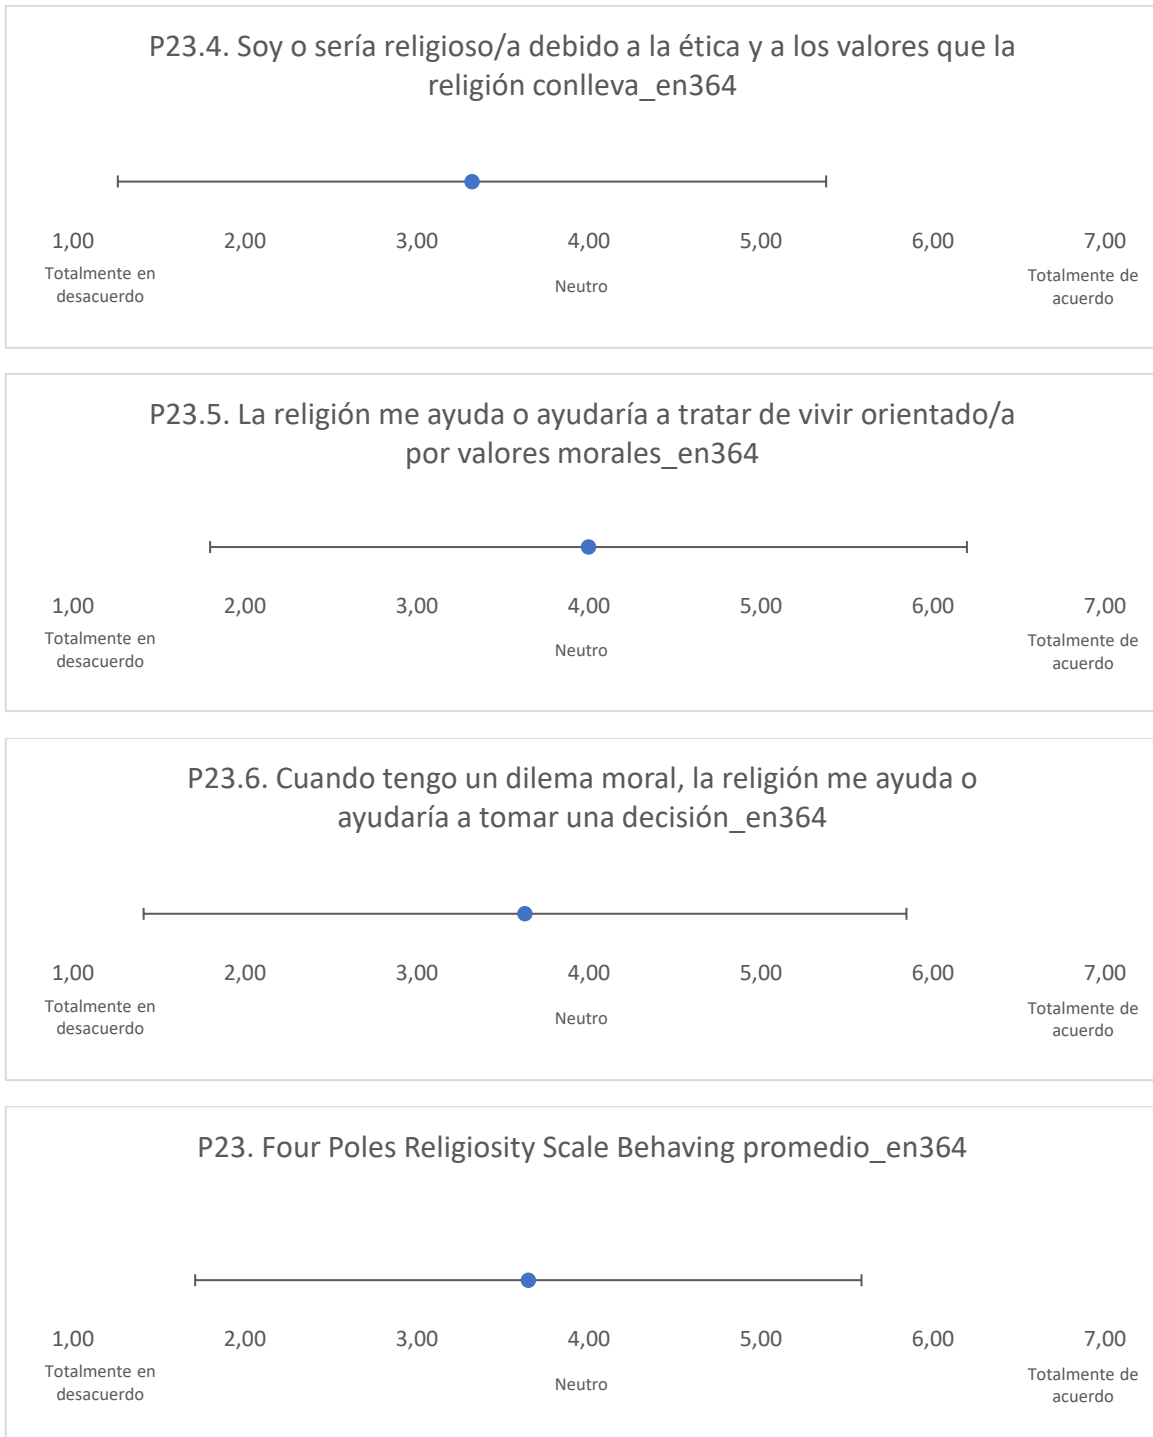 P23.4. Soy o sería religioso/a debido a la ética y a los valores que la
religión conlleva_en364
1,00 2,00 3,00 4,00 5,00 6,00 7,00
Totalmente en
desacuerdo
Neutro
Totalmente de
acuerdo
P23.5. La religión me ayuda o ayudaría a tratar de vivir orientado/a
por valores morales_en364
1,00 2,00 3,00 4,00 5,00 6,00 7,00
Totalmente en
desacuerdo
Neutro
Totalmente de
acuerdo
P23.6. Cuando tengo un dilema moral, la religión me ayuda o
ayudaría a tomar una decisión_en364
1,00 2,00 3,00 4,00 5,00 6,00 7,00
Totalmente en
desacuerdo
Neutro
Totalmente de
acuerdo
P23. Four Poles Religiosity Scale Behaving promedio_en364
1,00 2,00 3,00 4,00 5,00 6,00 7,00
Totalmente en
desacuerdo
Neutro
Totalmente de
acuerdo